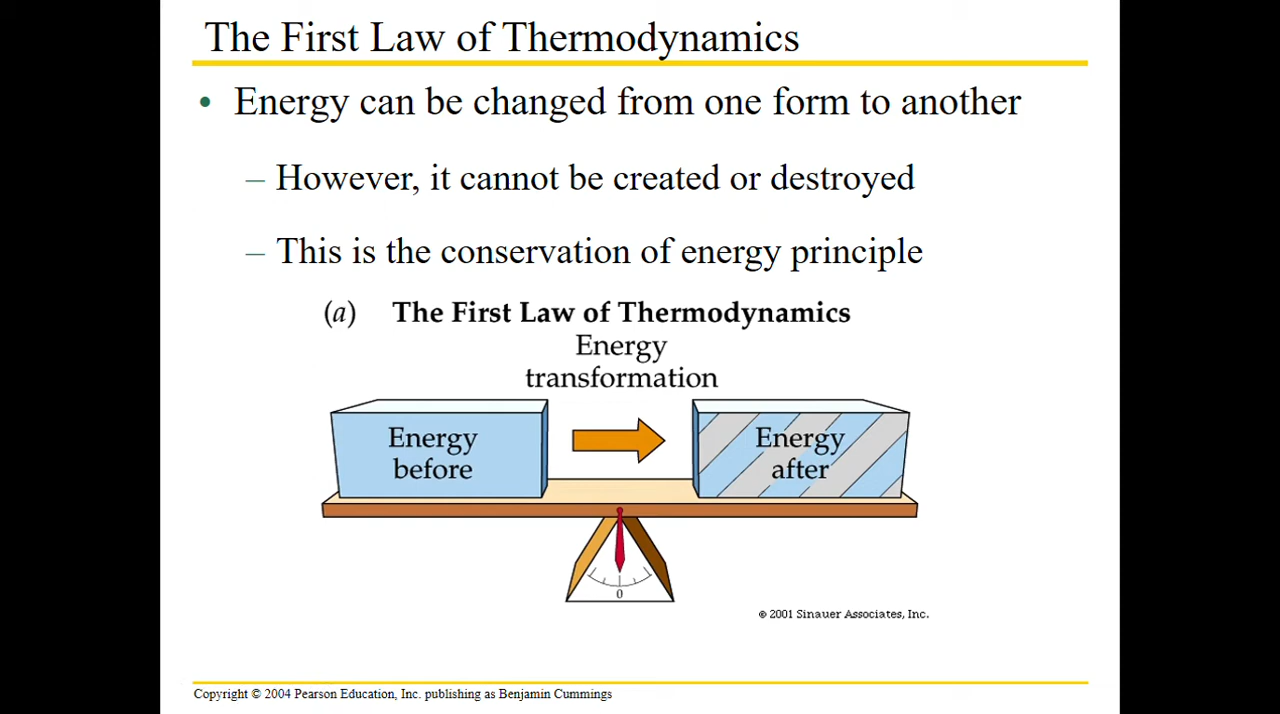 The First Law of Thermodynamics
• Energy can be changed from one form to another
– However, it cannot be created or destroyed
– This is the conservation of energy principle
(a) The First Law of Thermodynamics
Energy
transformation
Energy
before
Energy
after
0
© 2001 Sinauer Associates, Inc.
Copyright © 2004 Pearson Education, Inc. publishing as Benjamin Cummings